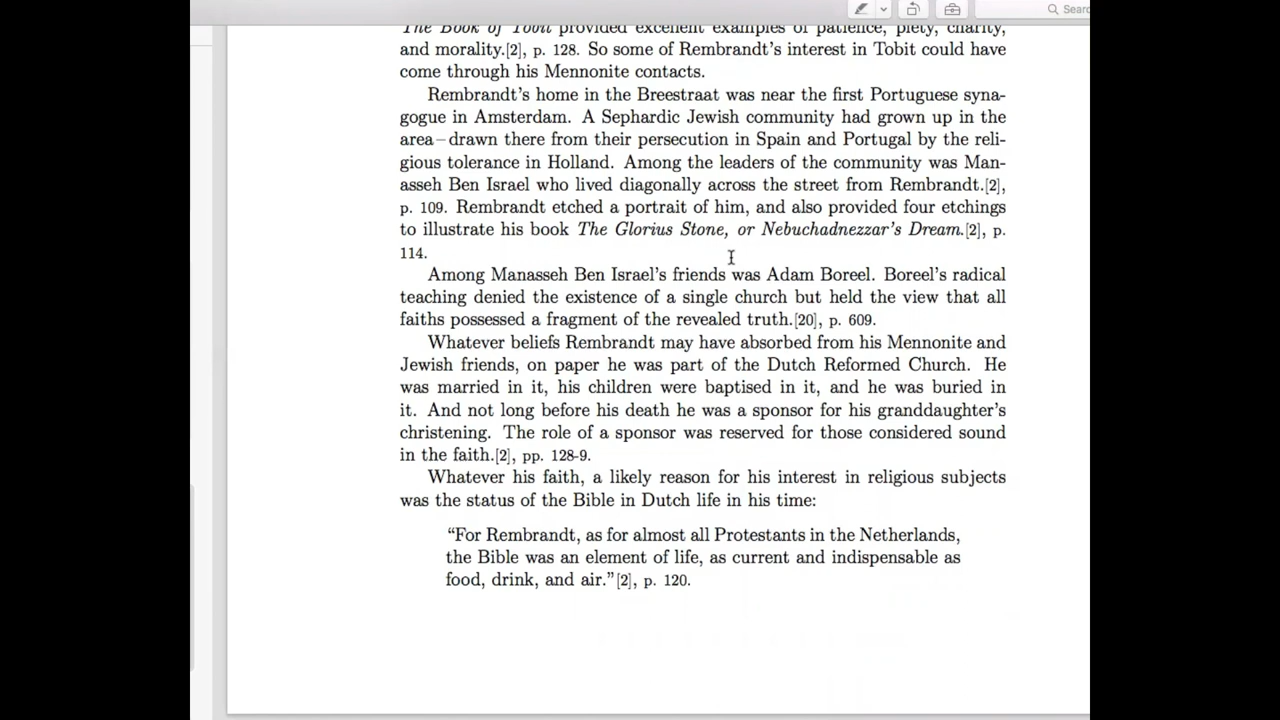 The Book of Tobit provided excellent examples of patience, piety, charity,
and morality.[2], p. 128. So some of Rembrandt's interest in Tobit could have
come through his Mennonite contacts.
Rembrandt's home in the Breestraat was near the first Portuguese syna-
gogue in Amsterdam. A Sephardic Jewish community had grown up in the
area–drawn there from their persecution in Spain and Portugal by the reli-
gious tolerance in Holland. Among the leaders of the community was Man-
asseh Ben Israel who lived diagonally across the street from Rembrandt.[2],
p. 109. Rembrandt etched a portrait of him, and also provided four etchings
to illustrate his book The Glorius Stone, or Nebuchadnezzar's Dream.[2], p.
114.
Among Manasseh Ben Israel's friends was Adam Boreel. Boreel's radical
teaching denied the existence of a single church but held the view that all
faiths possessed a fragment of the revealed truth.[20], p. 609.
Whatever beliefs Rembrandt may have absorbed from his Mennonite and
Jewish friends, on paper he was part of the Dutch Reformed Church. He
was married in it, his children were baptised in it, and he was buried in
it. And not long before his death he was a sponsor for his granddaughter's
christening. The role of a sponsor was reserved for those considered sound
in the faith.[2], pp. 128-9.
Whatever his faith, a likely reason for his interest in religious subjects
was the status of the Bible in Dutch life in his time:
“For Rembrandt, as for almost all Protestants in the Netherlands,
the Bible was an element of life, as current and indispensable as
food, drink, and air.”[2], p. 120.